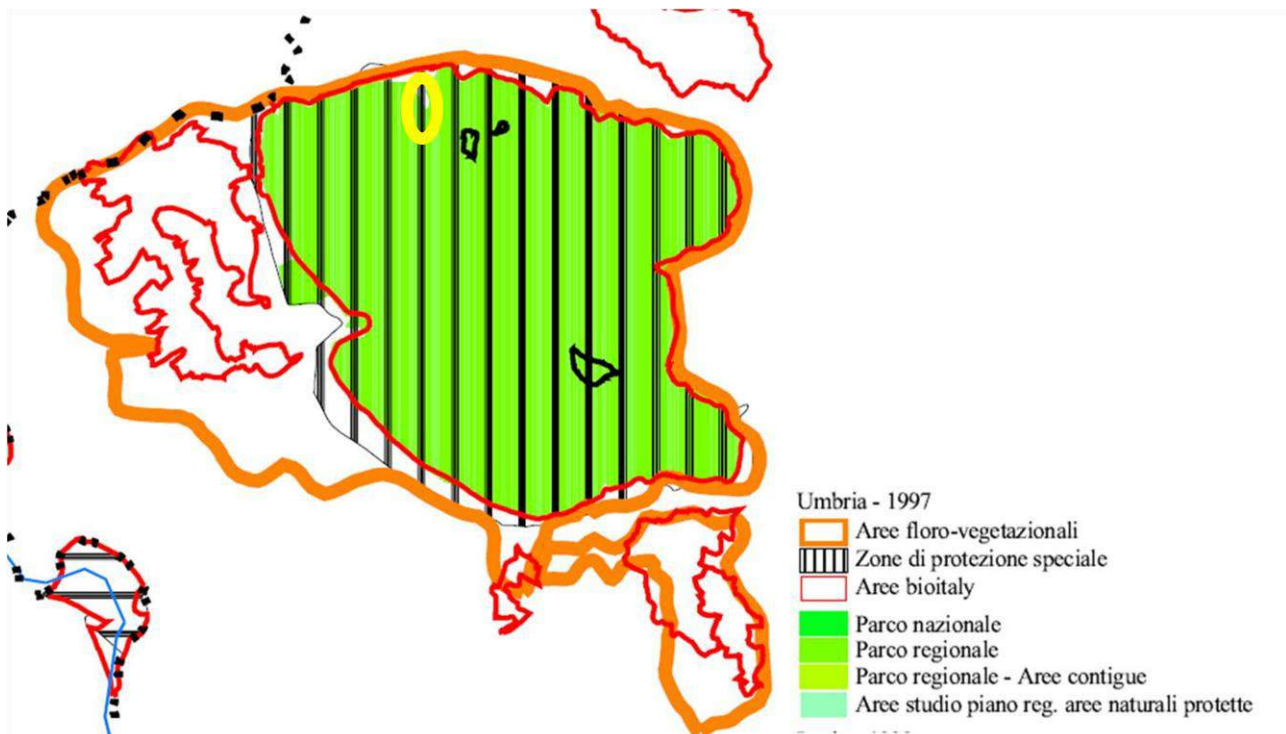 Umbria - 1997
Aree floro-vegetazionali
Zone di protezione speciale
Aree bioitaly
Parco nazionale
Parco regionale
Parco regionale - Aree contigue
Aree studio piano reg. aree naturali protette